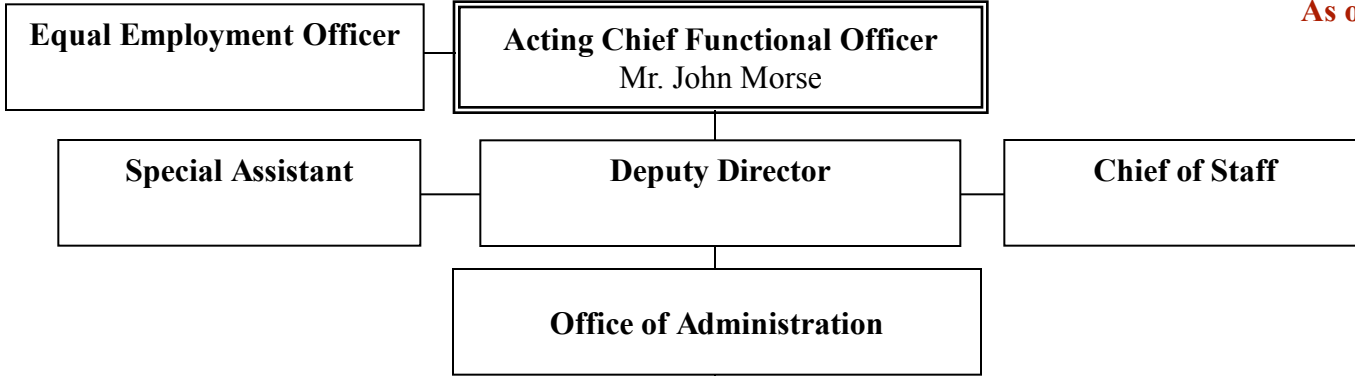 As o
Equal Employment Officer
Acting Chief Functional Officer
Mr. John Morse
Special Assistant
Deputy Director
Chief of Staff
Office of Administration